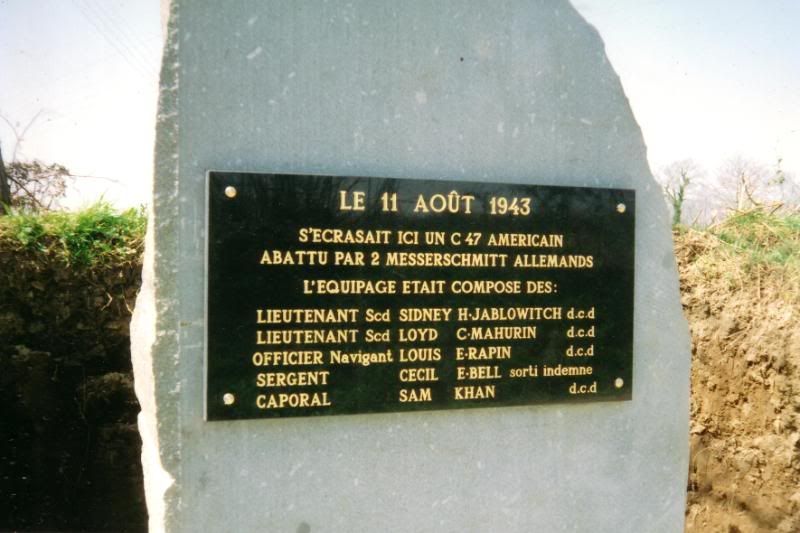 LE 11 AOÛT 1943
S'ECRASAIT ICI UN C 47 AMERICAIN
ABATTU PAR 2 MESSERSCHMITT ALLEMANDS
L'EQUIPAGE ETAIT COMPOSE DES:
LIEUTENANT Scd SIDNEY H·JABLOWITCH d.c.d
LIEUTENANT Scd LOYD C·MAHURIN d.c.d
OFFICIER Navigant LOUIS E·RAPIN d.c.d
SERGENT CECIL E·BELL sorti indemne
CAPORAL SAM KHAN d.c.d